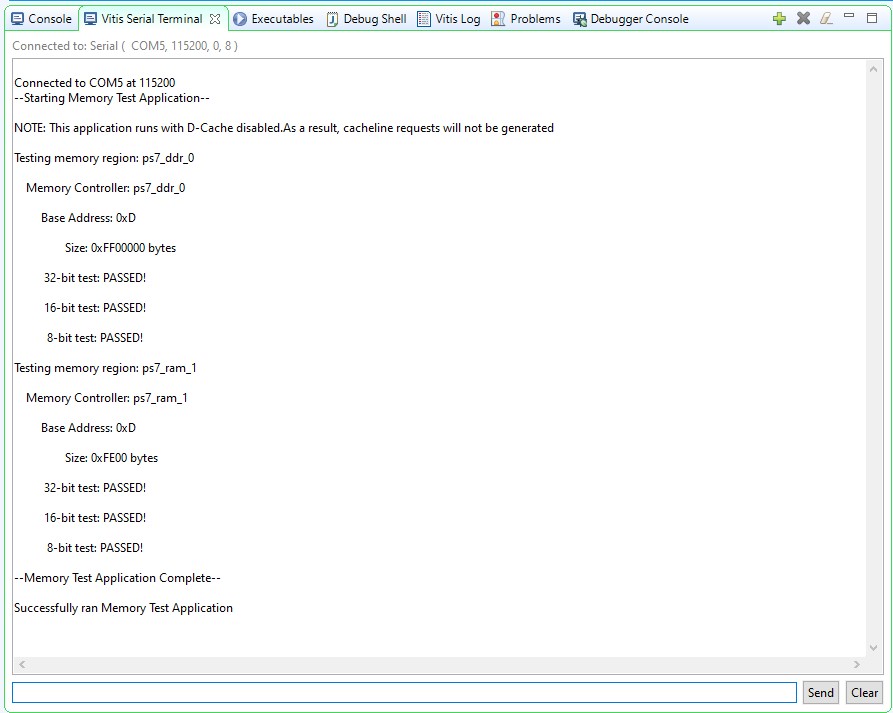 Console Vitis Serial Terminal Executables Debug Shell Vitis Log Problems Debugger Console
Connected to: Serial ( COM5, 115200, 0, 8 )
Connected to COM5 at 115200
--Starting Memory Test Application--
NOTE: This application runs with D-Cache disabled.As a result, cacheline requests will not be generated
Testing memory region: ps7_ddr_0
Memory Controller: ps7_ddr_0
Base Address: 0xD
Size: 0xFF00000 bytes
32-bit test: PASSED!
16-bit test: PASSED!
8-bit test: PASSED!
Testing memory region: ps7_ram_1
Memory Controller: ps7_ram_1
Base Address: 0xD
Size: 0xFE00 bytes
32-bit test: PASSED!
16-bit test: PASSED!
8-bit test: PASSED!
--Memory Test Application Complete--
Successfully ran Memory Test Application
Send Clear